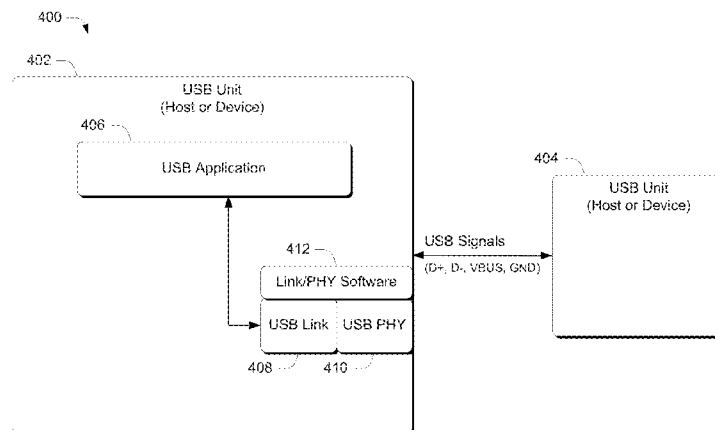 400
402
USB Unit
(Host or Device)
406
USB Application
404
USB Unit
(Host or Device)
412
USB Signals
(D+, D-, VBUS, GND)
Link/PHY Software
USB Link
USB PHY
408
410